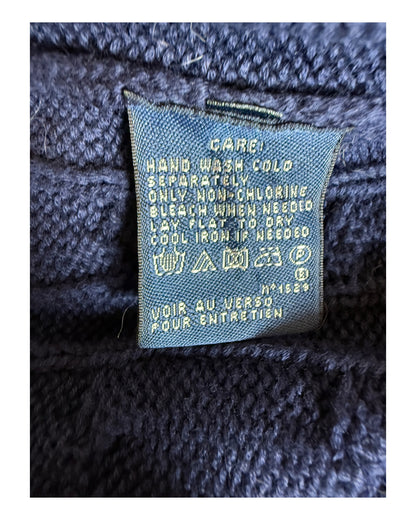 CARE:
HAND WASH COLD
SEPARATELY
ONLY NON-CHLORINE
BLEACH WHEN NEEDED
LAY FLAT TO DRY
COOL IRON IF NEEDED
P
n°1529
VOIR AU VERSO
POUR ENTRETIEN